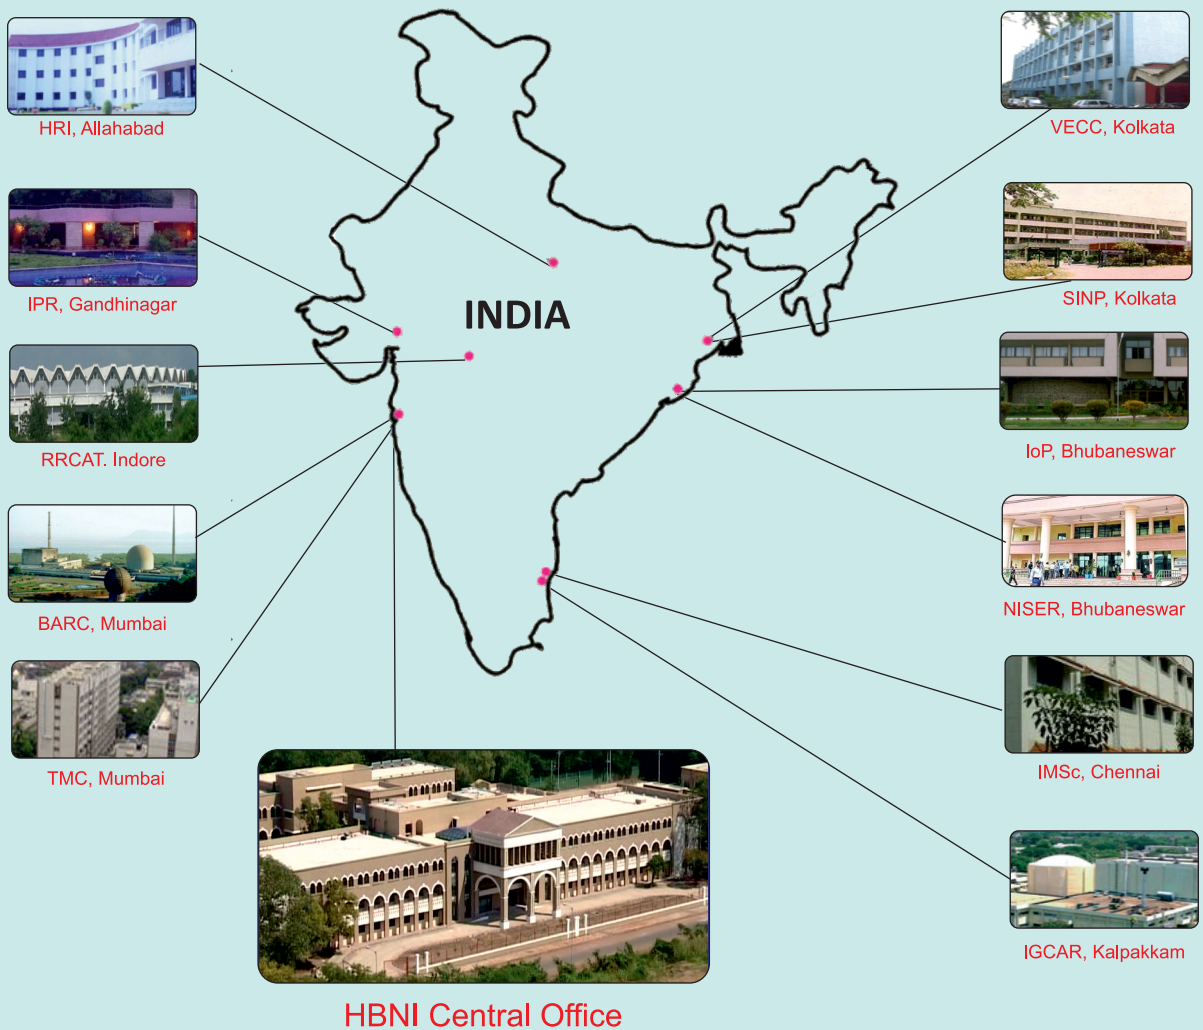 HRI, Allahabad
VECC, Kolkata
IPR, Gandhinagar
SINP, Kolkata
INDIA
RRCAT. Indore
IoP, Bhubaneswar
BARC, Mumbai
NISER, Bhubaneswar
TMC, Mumbai
IMSc, Chennai
IGCAR, Kalpakkam
HBNI Central Office